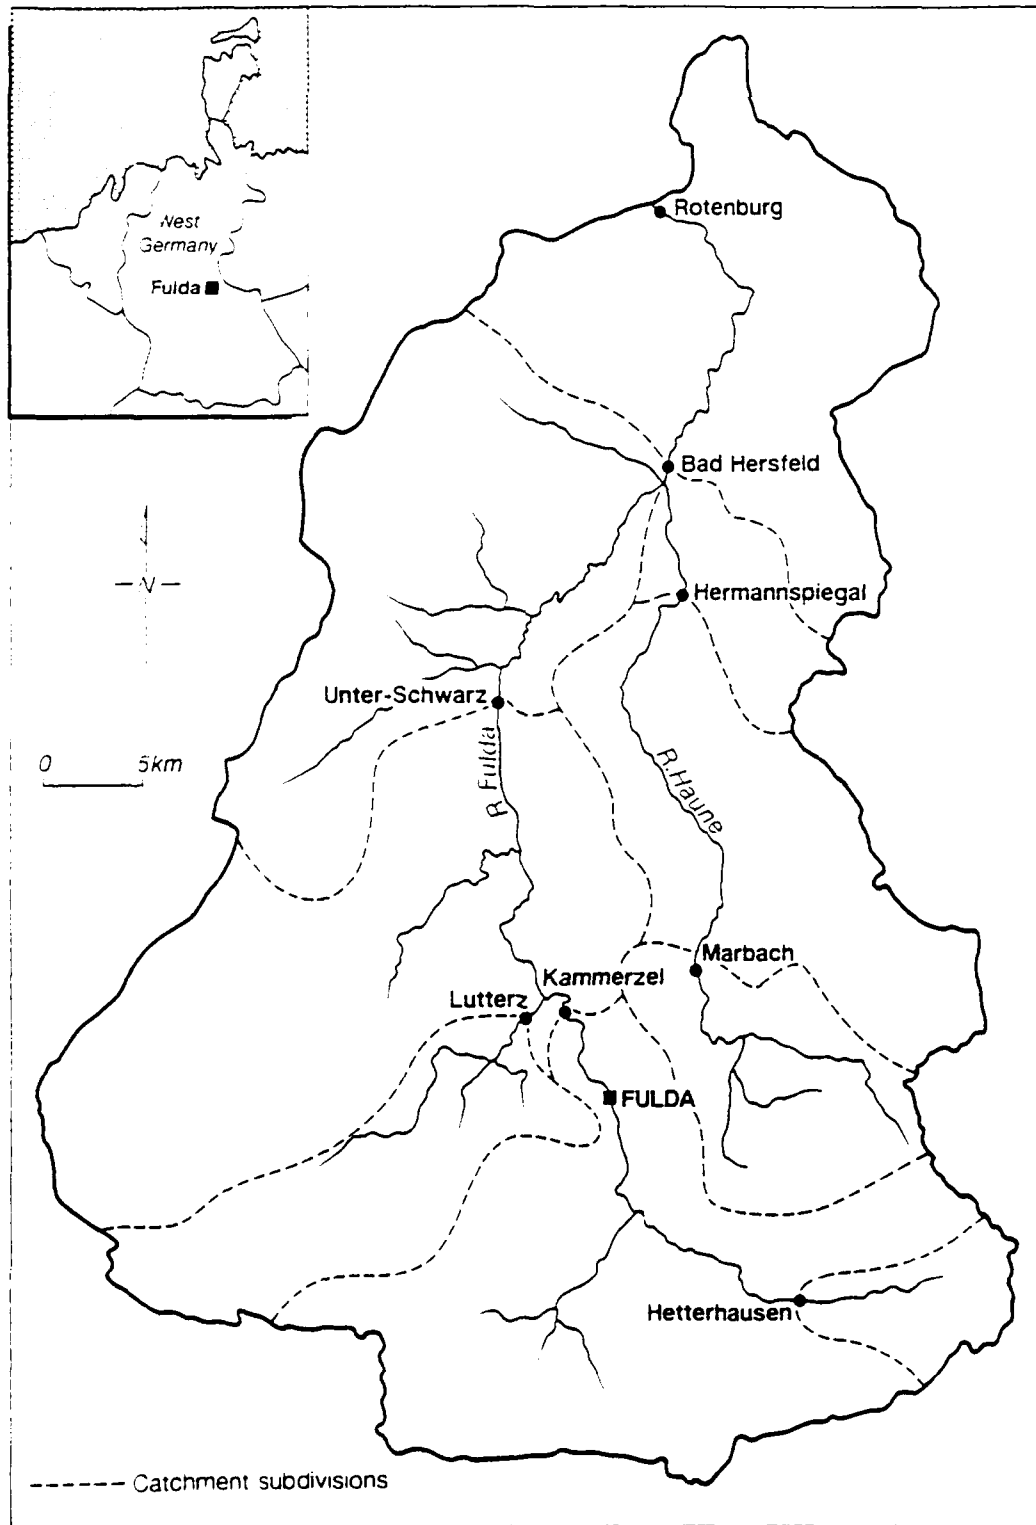 West
Germany
Fulda
Rotenburg
Bad Hersfeld
N
Hermannspiegal
Unter-Schwarz
0 5km
R. Fulda
R. Haune
Marbach
Kammerzel
Lutterz
FULDA
Hetterhausen
Catchment subdivisions